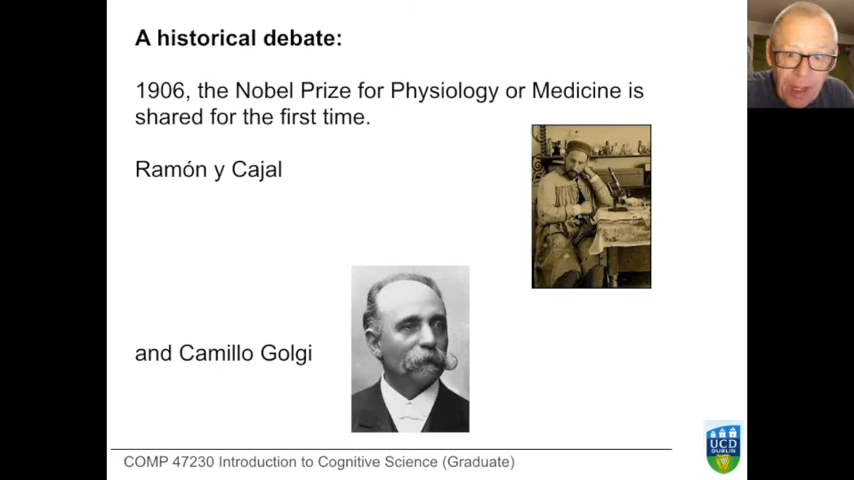 A historical debate:
1906, the Nobel Prize for Physiology or Medicine is
shared for the first time.
Ramón y Cajal
and Camillo Golgi
COMP 47230 Introduction to Cognitive Science (Graduate)
UCD
DUBLIN